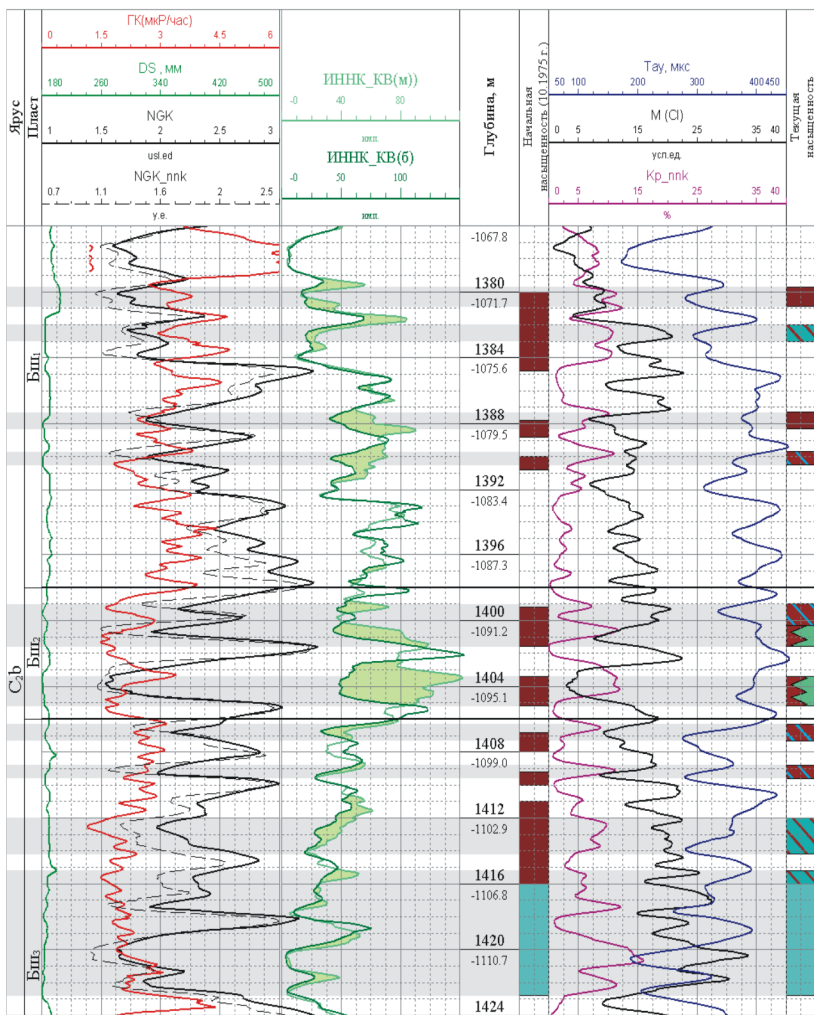 Ярус
Пласт
ГК(мкР/час)
0 1.5 3 4.5 6
DS , мм
180 260 340 420 500
NGK
1 1.5 2 2.5 3
usl.ed
NGK_nnk
0.7 1.1 1.6 2 2.5
у.е.
ИННК_КВ(м))
-0 40 80
имп.
ИННК_КВ(б)
-0 50 100
имп.
Глубина, м
Начальная
насыщенность (10.1975 г.)
Тау, мкс
50 100 200 300 400 450
M (Cl)
0 5 15 25 35 40
усл.ед.
Kp_nnk
0 5 15 25 35 40
%
Текущая
насыщенность
-1067.8
1380
-1071.7
1384
-1075.6
Бш₁
1388
-1079.5
1392
-1083.4
1396
-1087.3
1400
-1091.2
Бш₂
C₂b
1404
-1095.1
1408
-1099.0
1412
-1102.9
1416
-1106.8
1420
-1110.7
Бш₃
1424